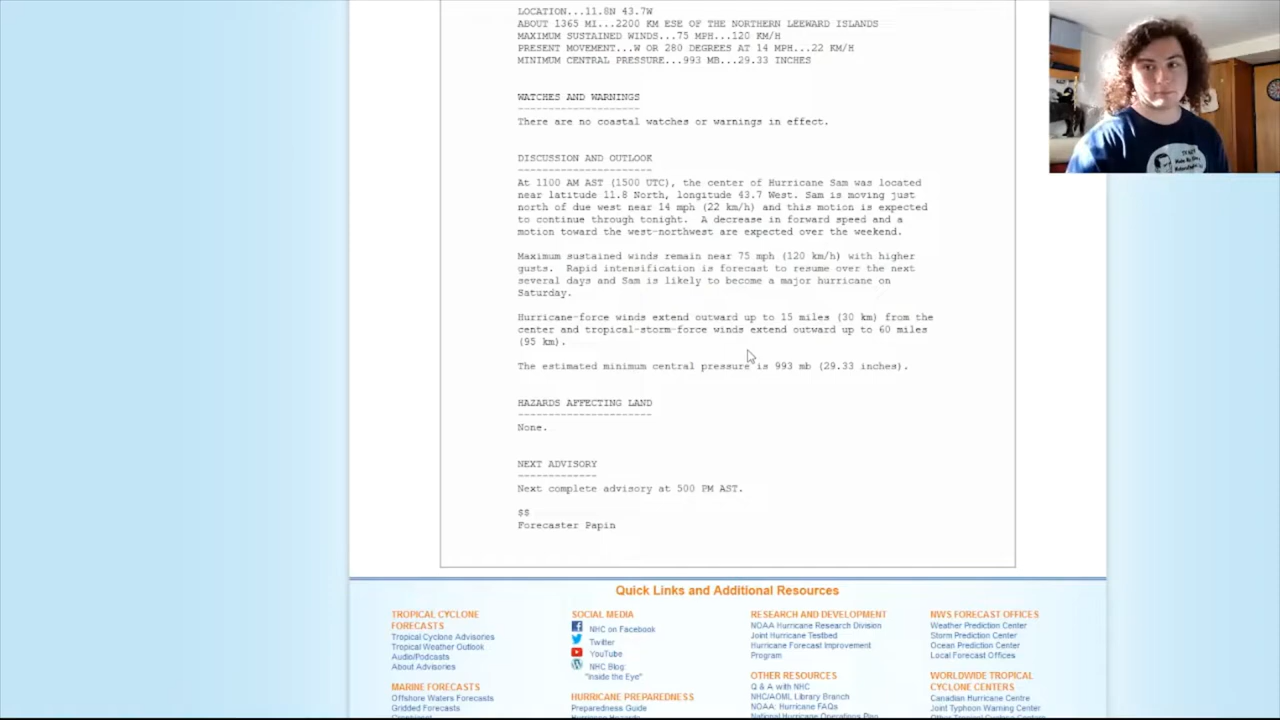 LOCATION...11.8N 43.7W
ABOUT 1365 MI...2200 KM ESE OF THE NORTHERN LEEWARD ISLANDS
MAXIMUM SUSTAINED WINDS...75 MPH...120 KM/H
PRESENT MOVEMENT...W OR 280 DEGREES AT 14 MPH...22 KM/H
MINIMUM CENTRAL PRESSURE...993 MB...29.33 INCHES
WATCHES AND WARNINGS
--------------------
There are no coastal watches or warnings in effect.
DISCUSSION AND OUTLOOK
----------------------
At 1100 AM AST (1500 UTC), the center of Hurricane Sam was located
near latitude 11.8 North, longitude 43.7 West. Sam is moving just
north of due west near 14 mph (22 km/h) and this motion is expected
to continue through tonight. A decrease in forward speed and a
motion toward the west-northwest are expected over the weekend.
Maximum sustained winds remain near 75 mph (120 km/h) with higher
gusts. Rapid intensification is forecast to resume over the next
several days and Sam is likely to become a major hurricane on
Saturday.
Hurricane-force winds extend outward up to 15 miles (30 km) from the
center and tropical-storm-force winds extend outward up to 60 miles
(95 km).
The estimated minimum central pressure is 993 mb (29.33 inches).
HAZARDS AFFECTING LAND
----------------------
None.
NEXT ADVISORY
-------------
Next complete advisory at 500 PM AST.
$$
Forecaster Papin
Quick Links and Additional Resources
TROPICAL CYCLONE
FORECASTS
Tropical Cyclone Advisories
Tropical Weather Outlook
Audio/Podcasts
About Advisories
MARINE FORECASTS
Offshore Waters Forecasts
Gridded Forecasts
SOCIAL MEDIA
NHC on Facebook
Twitter
YouTube
NHC Blog:
"Inside the Eye"
HURRICANE PREPAREDNESS
Preparedness Guide
RESEARCH AND DEVELOPMENT
NOAA Hurricane Research Division
Joint Hurricane Testbed
Hurricane Forecast Improvement
Program
OTHER RESOURCES
Q & A with NHC
NHC/AOML Library Branch
NOAA: Hurricane FAQs
National Hurricane Operations Plan
NWS FORECAST OFFICES
Weather Prediction Center
Storm Prediction Center
Ocean Prediction Center
Local Forecast Offices
WORLDWIDE TROPICAL
CYCLONE CENTERS
Canadian Hurricane Centre
Joint Typhoon Warning Center